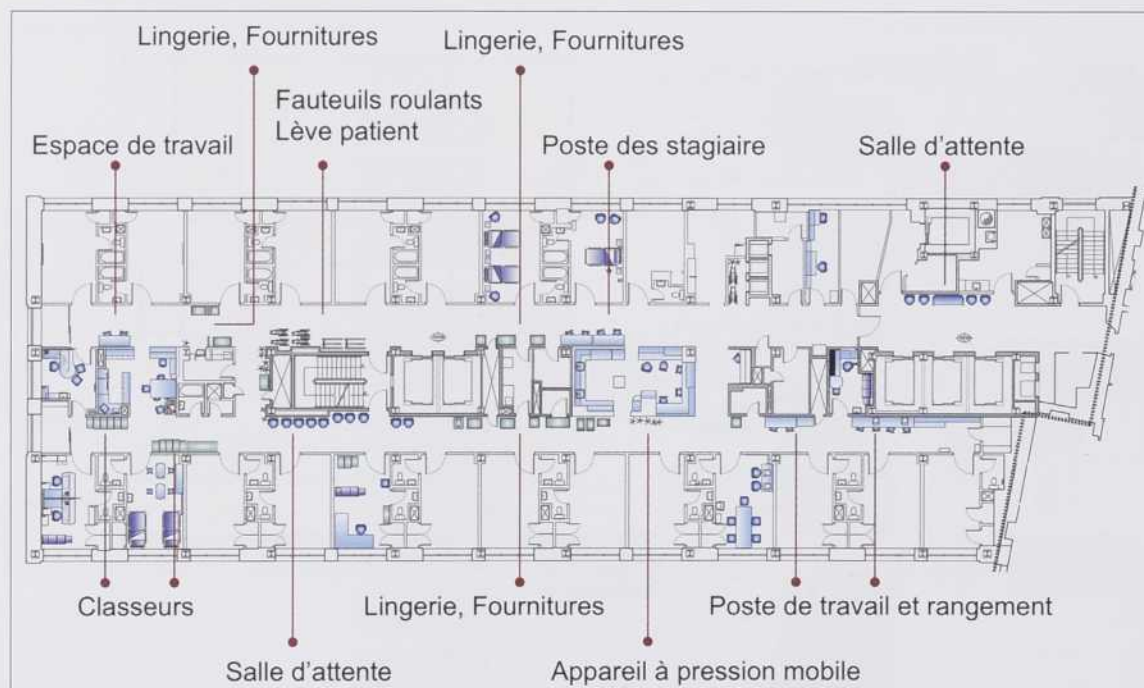 Lingerie, Fournitures
Lingerie, Fournitures
Fauteuils roulants
Lève patient
Espace de travail
Poste des stagiaire
Salle d'attente
Classeurs
Lingerie, Fournitures
Poste de travail et rangement
Salle d'attente
Appareil à pression mobile